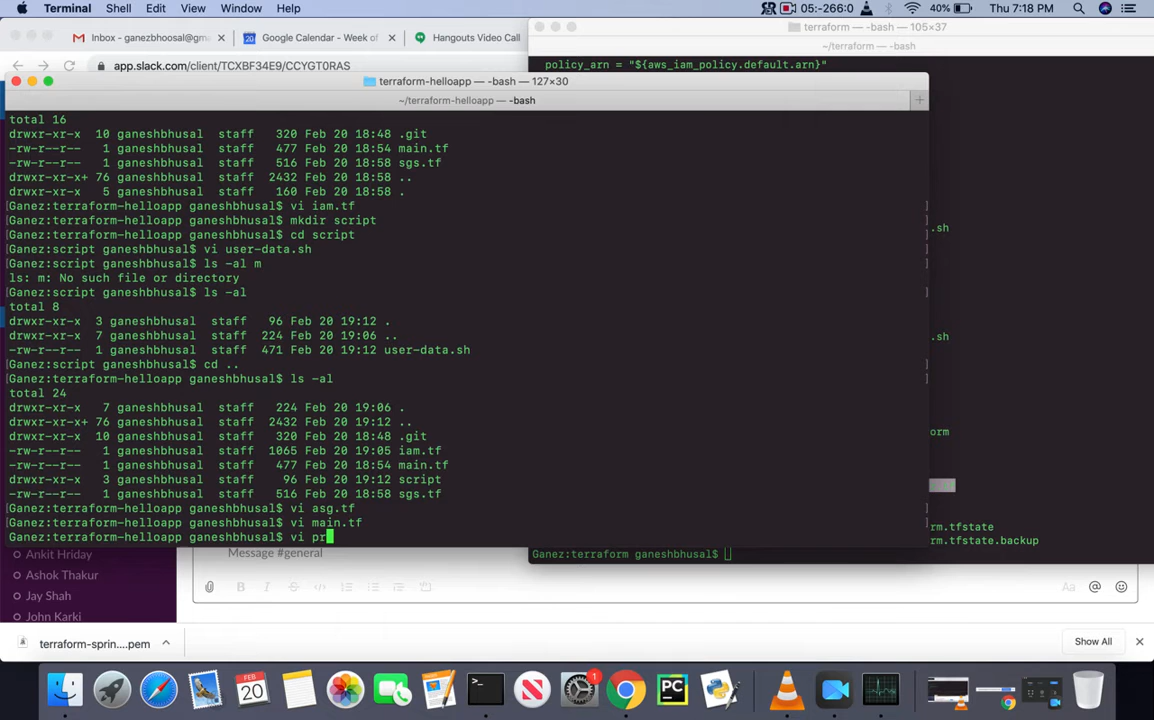 Terminal Shell Edit View Window Help
05:-266:0 40% Thu 7:18 PM
Inbox - ganezbhoosal@gm
Google Calendar - Week of
Hangouts Video Call
app.slack.com/client/TCXBF34E9/CCYGT0RAS
terraform — -bash — 105×37
~/terraform — -bash
policy_arn = "${aws_iam_policy.default.arn}"
terraform-helloapp — -bash — 127×30
~/terraform-helloapp — -bash
total 16
drwxr-xr-x 10 ganeshbhusal staff 320 Feb 20 18:48 .git
-rw-r--r-- 1 ganeshbhusal staff 477 Feb 20 18:54 main.tf
-rw-r--r-- 1 ganeshbhusal staff 516 Feb 20 18:58 sgs.tf
drwxr-xr-x+ 76 ganeshbhusal staff 2432 Feb 20 18:58 ..
drwxr-xr-x 5 ganeshbhusal staff 160 Feb 20 18:58 .
[Ganez:terraform-helloapp ganeshbhusal$ vi iam.tf
[Ganez:terraform-helloapp ganeshbhusal$ mkdir script
[Ganez:terraform-helloapp ganeshbhusal$ cd script
[Ganez:script ganeshbhusal$ vi user-data.sh
[Ganez:script ganeshbhusal$ ls -al m
ls: m: No such file or directory
[Ganez:script ganeshbhusal$ ls -al
total 8
drwxr-xr-x 3 ganeshbhusal staff 96 Feb 20 19:12 .
drwxr-xr-x 7 ganeshbhusal staff 224 Feb 20 19:06 ..
-rw-r--r-- 1 ganeshbhusal staff 471 Feb 20 19:12 user-data.sh
[Ganez:script ganeshbhusal$ cd ..
[Ganez:terraform-helloapp ganeshbhusal$ ls -al
total 24
drwxr-xr-x 7 ganeshbhusal staff 224 Feb 20 19:06 .
drwxr-xr-x+ 76 ganeshbhusal staff 2432 Feb 20 19:12 ..
drwxr-xr-x 10 ganeshbhusal staff 320 Feb 20 18:48 .git
-rw-r--r-- 1 ganeshbhusal staff 1065 Feb 20 19:05 iam.tf
-rw-r--r-- 1 ganeshbhusal staff 477 Feb 20 18:54 main.tf
drwxr-xr-x 3 ganeshbhusal staff 96 Feb 20 19:12 script
-rw-r--r-- 1 ganeshbhusal staff 516 Feb 20 18:58 sgs.tf
[Ganez:terraform-helloapp ganeshbhusal$ vi asg.tf
[Ganez:terraform-helloapp ganeshbhusal$ vi main.tf
Ganez:terraform-helloapp ganeshbhusal$ vi pr
.sh
.sh
orm
rm.tfstate
rm.tfstate.backup
Ganez:terraform ganeshbhusal$
Ankit Hriday
Ashok Thakur
Jay Shah
John Karki
Message #general
B I S Aa @
terraform-sprin....pem
Show All
FEB
20
1
PC